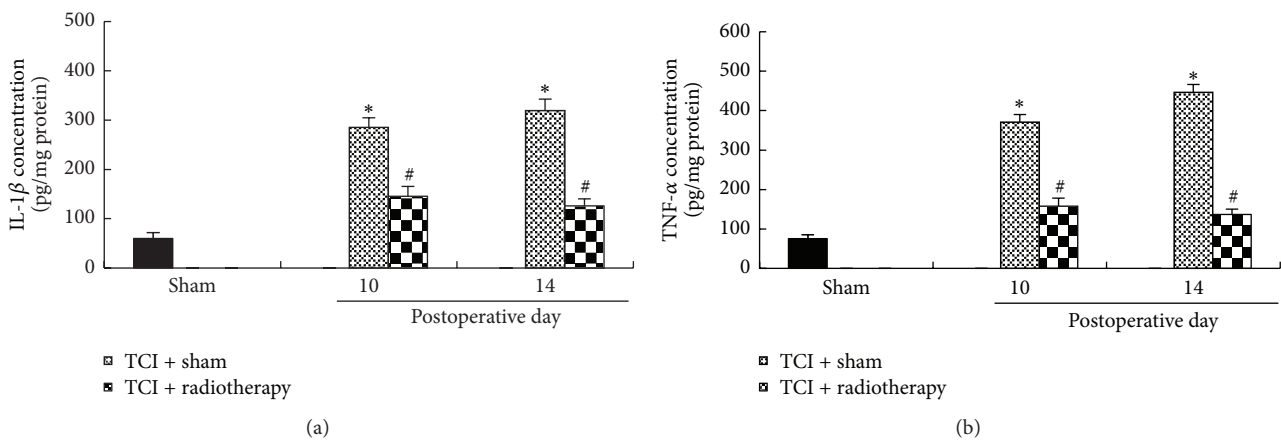 500
400
300
200
100
0
IL-1β concentration
(pg/mg protein)
*
#
*
#
Sham
10
14
Postoperative day
TCI + sham
TCI + radiotherapy
(a)
600
500
400
300
200
100
0
TNF-α concentration
(pg/mg protein)
*
#
*
#
Sham
10
14
Postoperative day
TCI + sham
TCI + radiotherapy
(b)